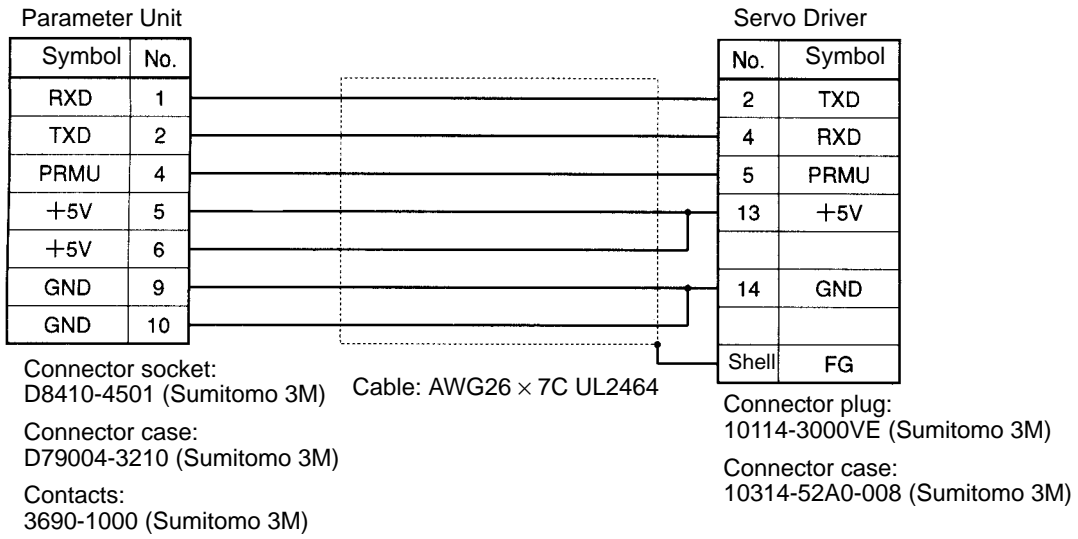 Parameter Unit
Servo Driver
Symbol No.
No. Symbol
RXD 1
2 TXD
TXD 2
4 RXD
PRMU 4
5 PRMU
+5V 5
13 +5V
+5V 6
GND 9
14 GND
GND 10
Shell FG
Connector socket:
D8410-4501 (Sumitomo 3M)
Connector case:
D79004-3210 (Sumitomo 3M)
Contacts:
3690-1000 (Sumitomo 3M)
Cable: AWG26 × 7C UL2464
Connector plug:
10114-3000VE (Sumitomo 3M)
Connector case:
10314-52A0-008 (Sumitomo 3M)